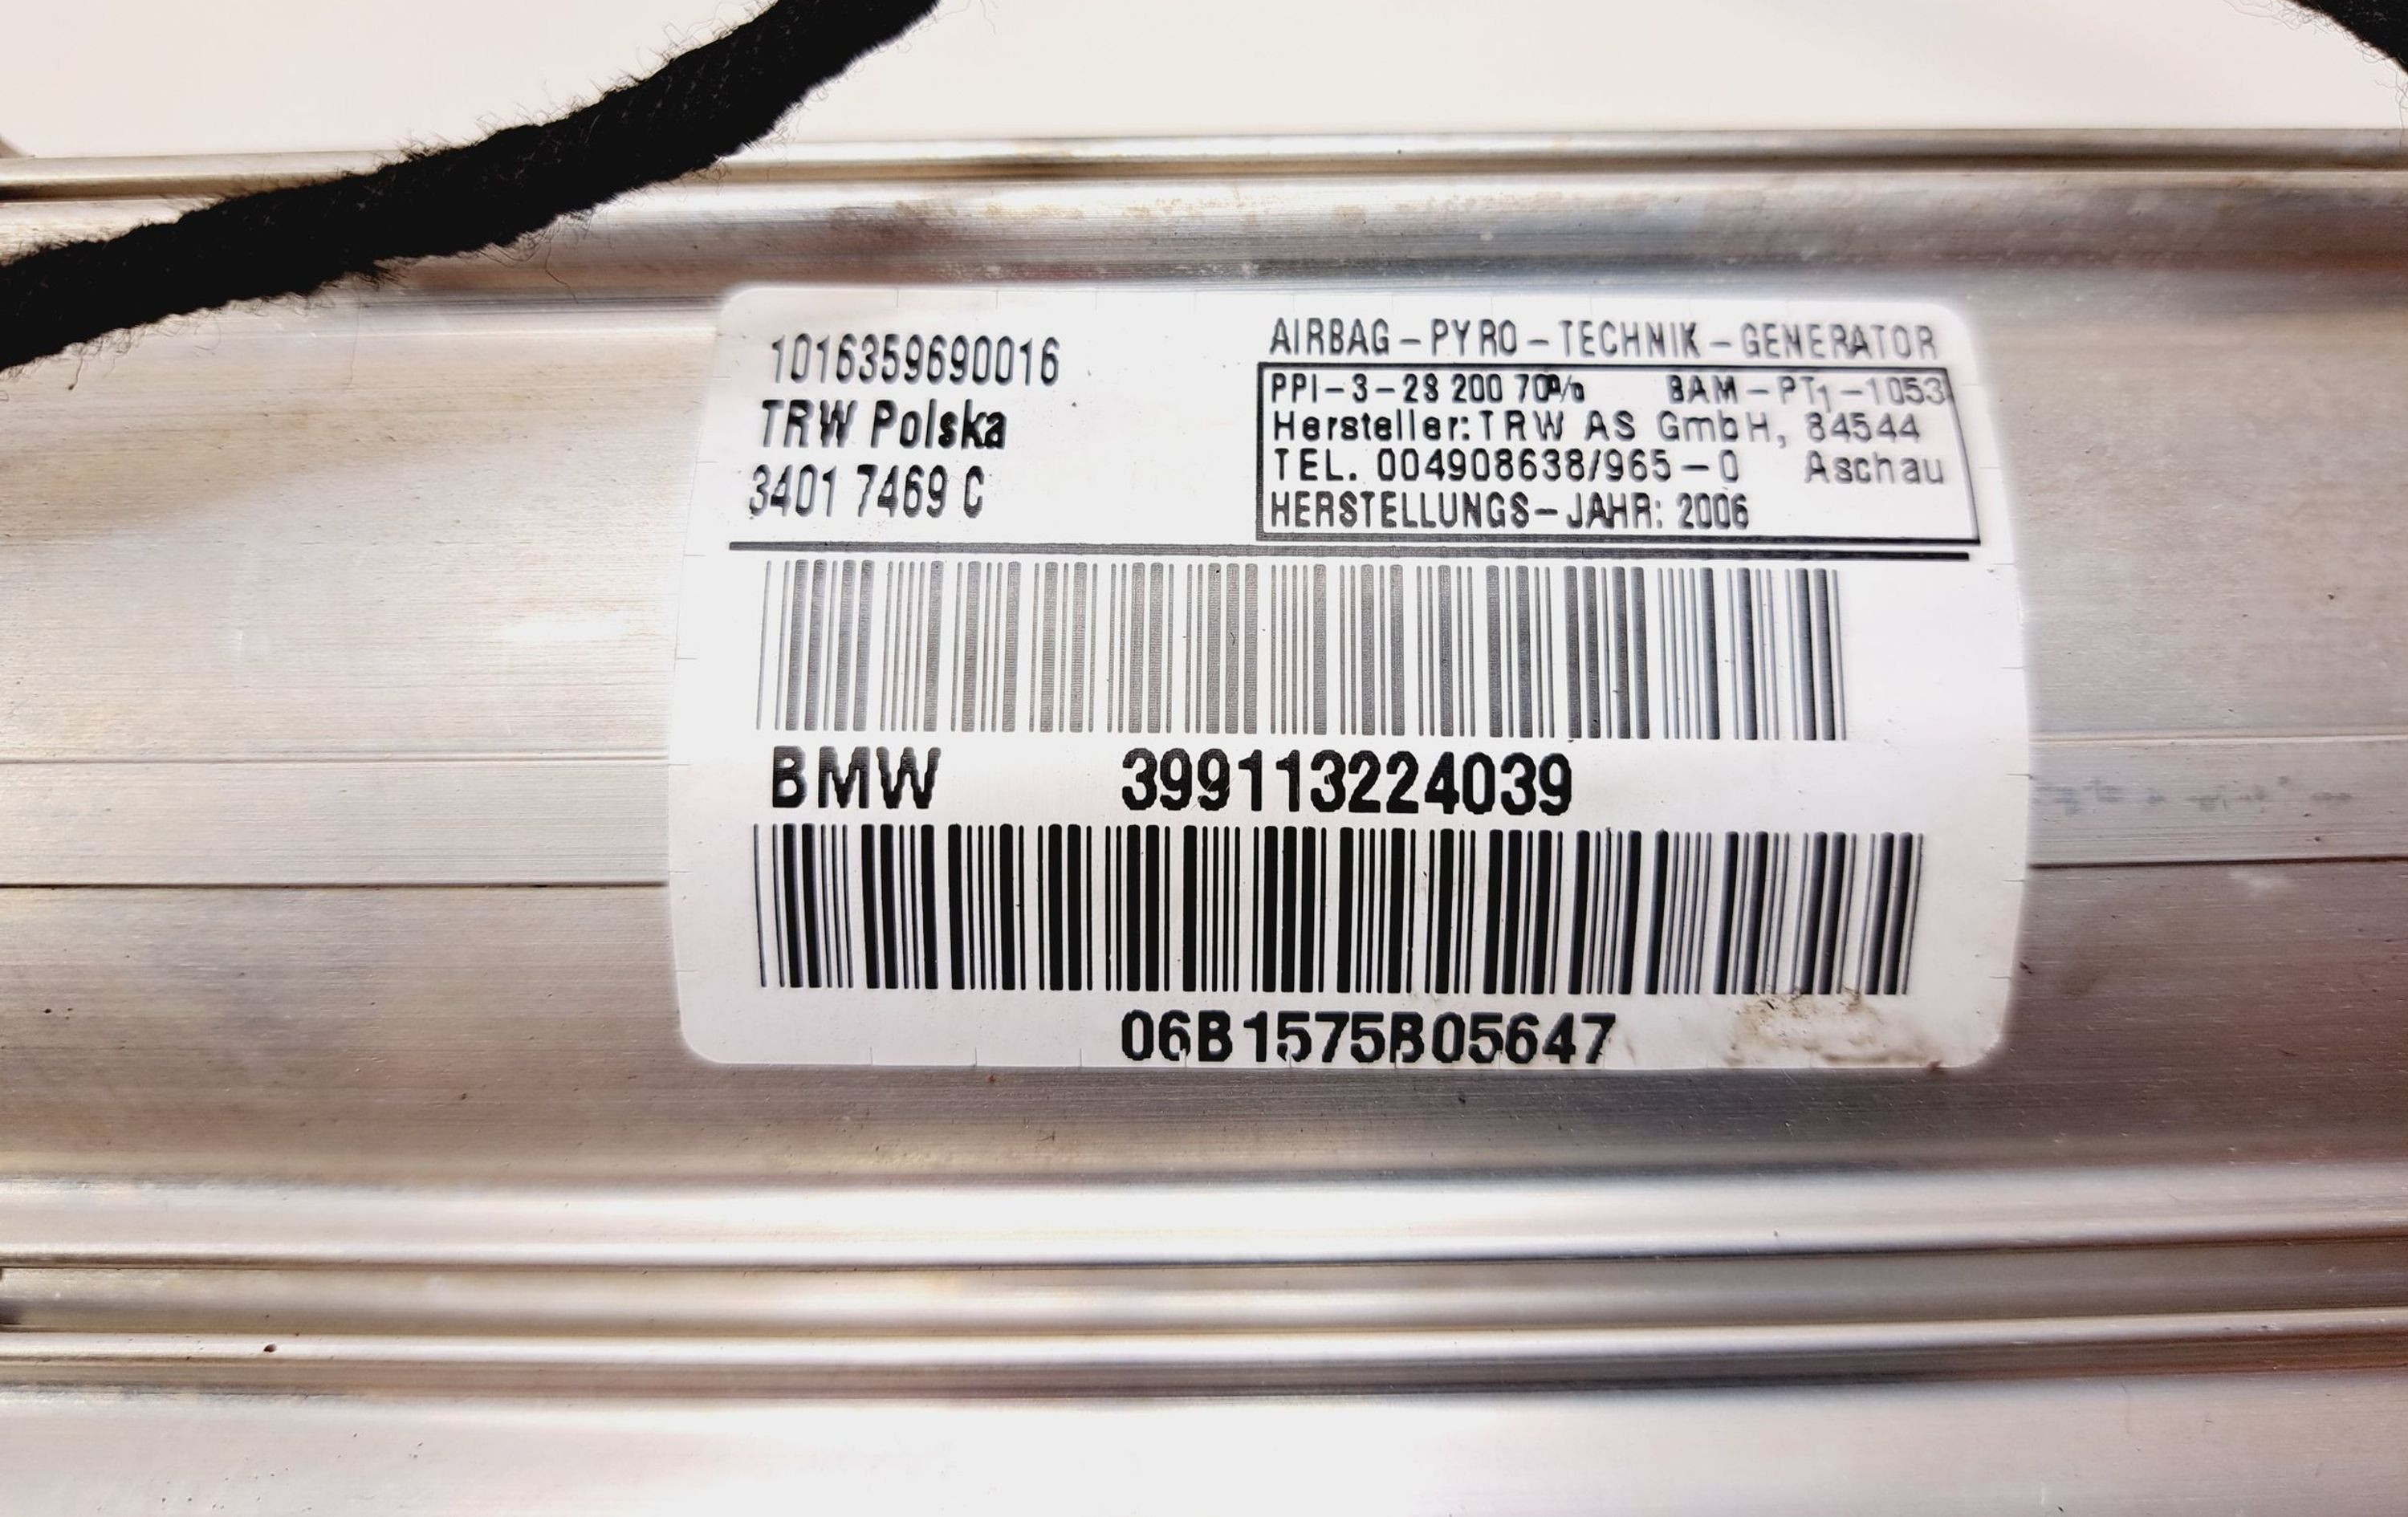 1016359690016
TRW Polska
3401 7469 C
AIRBAG-PYRO-TECHNIK-GENERATOR
PPI-3-28 200 70% BAM-PT1-1053
Hersteller: TRW AS GmbH, 84544
TEL. 004908638/965-0 Aschau
HERSTELLUNGS-JAHR: 2006
BMW 399113224039
06B1575B05647